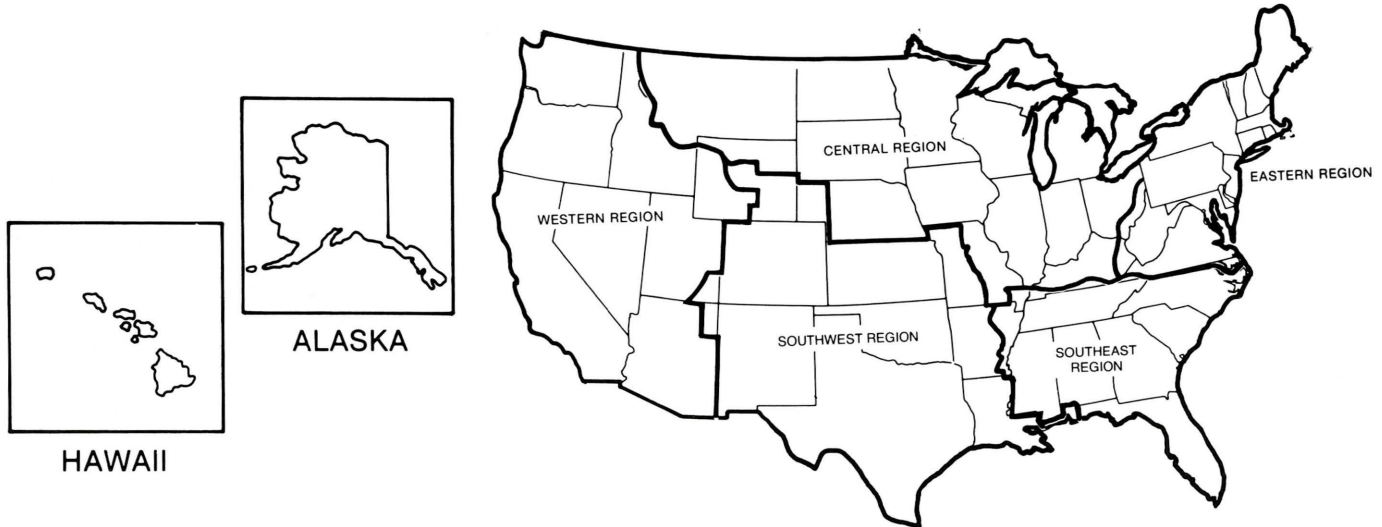 HAWAII
ALASKA
WESTERN REGION
CENTRAL REGION
EASTERN REGION
SOUTHWEST REGION
SOUTHEAST
REGION